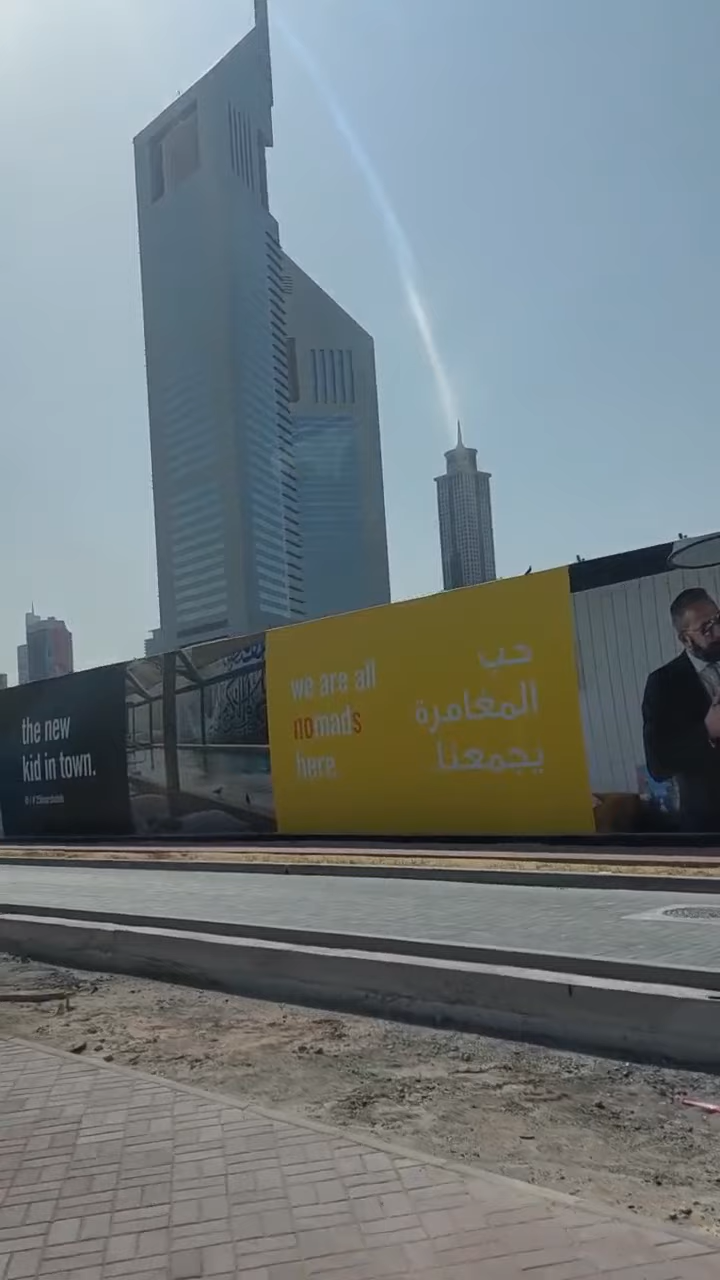 the new
kid in town.
we are all
nomads
here.
حب
المغامرة
يجمعنا